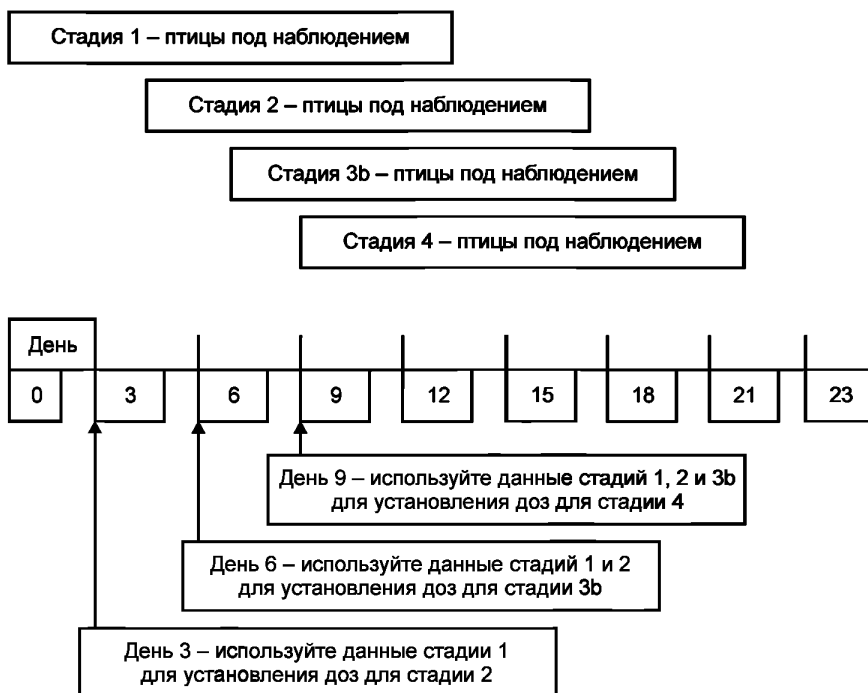 Стадия 1 – птицы под наблюдением
Стадия 2 – птицы под наблюдением
Стадия 3b – птицы под наблюдением
Стадия 4 – птицы под наблюдением
День
0 3 6 9 12 15 18 21 23
День 9 – используйте данные стадий 1, 2 и 3b
для установления доз для стадии 4
День 6 – используйте данные стадий 1 и 2
для установления доз для стадии 3b
День 3 – используйте данные стадии 1
для установления доз для стадии 2